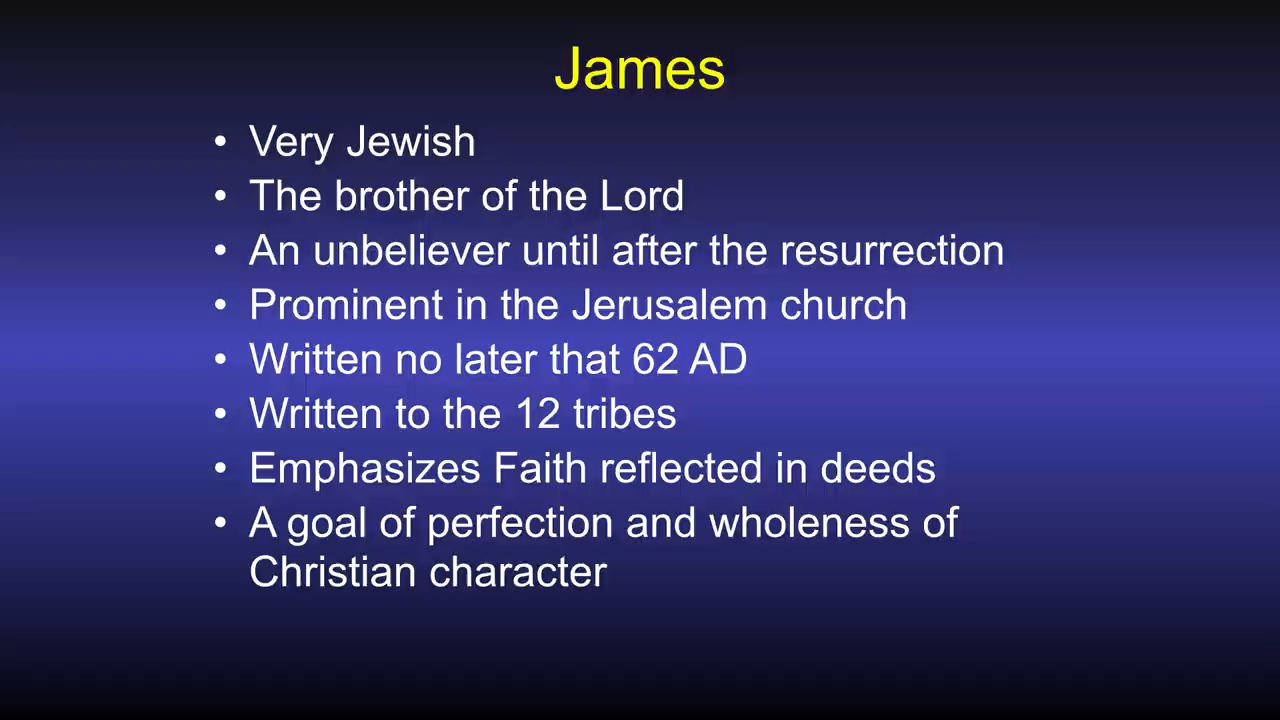 James
• Very Jewish
• The brother of the Lord
• An unbeliever until after the resurrection
• Prominent in the Jerusalem church
• Written no later that 62 AD
• Written to the 12 tribes
• Emphasizes Faith reflected in deeds
• A goal of perfection and wholeness of
Christian character